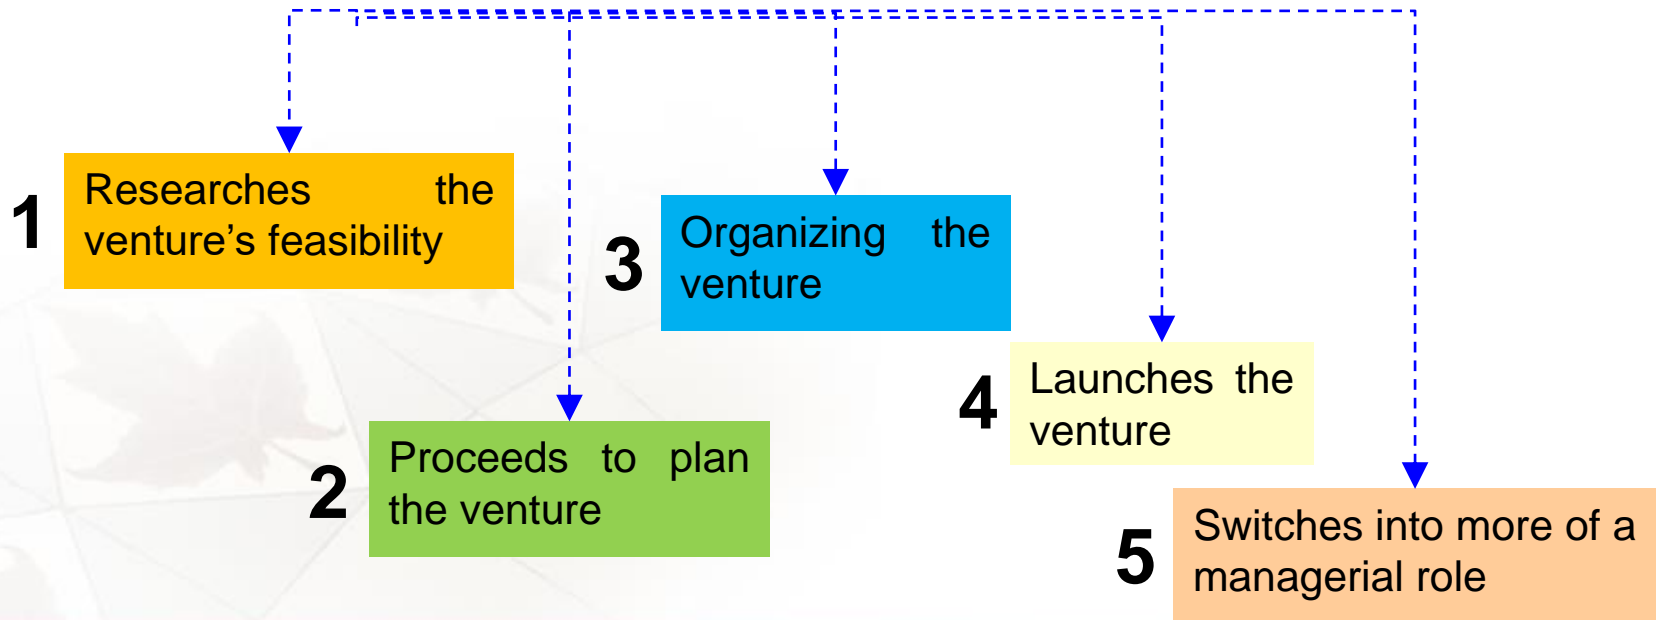 1
Researches the
venture’s feasibility
2
Proceeds to plan
the venture
3
Organizing the
venture
4
Launches the
venture
5
Switches into more of a
managerial role